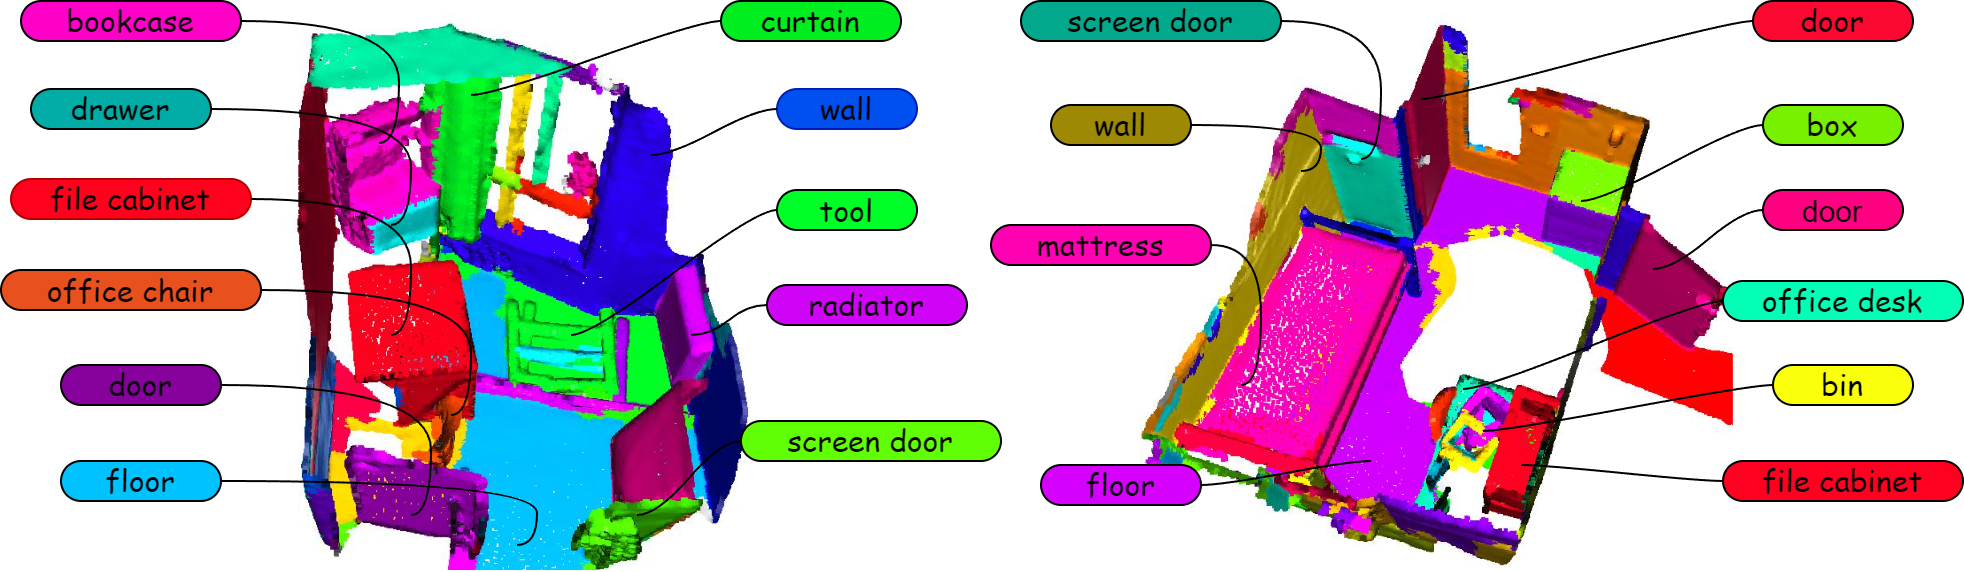 bookcase
drawer
file cabinet
office chair
door
floor
curtain
wall
tool
radiator
screen door
screen door
wall
mattress
floor
door
box
door
office desk
bin
file cabinet